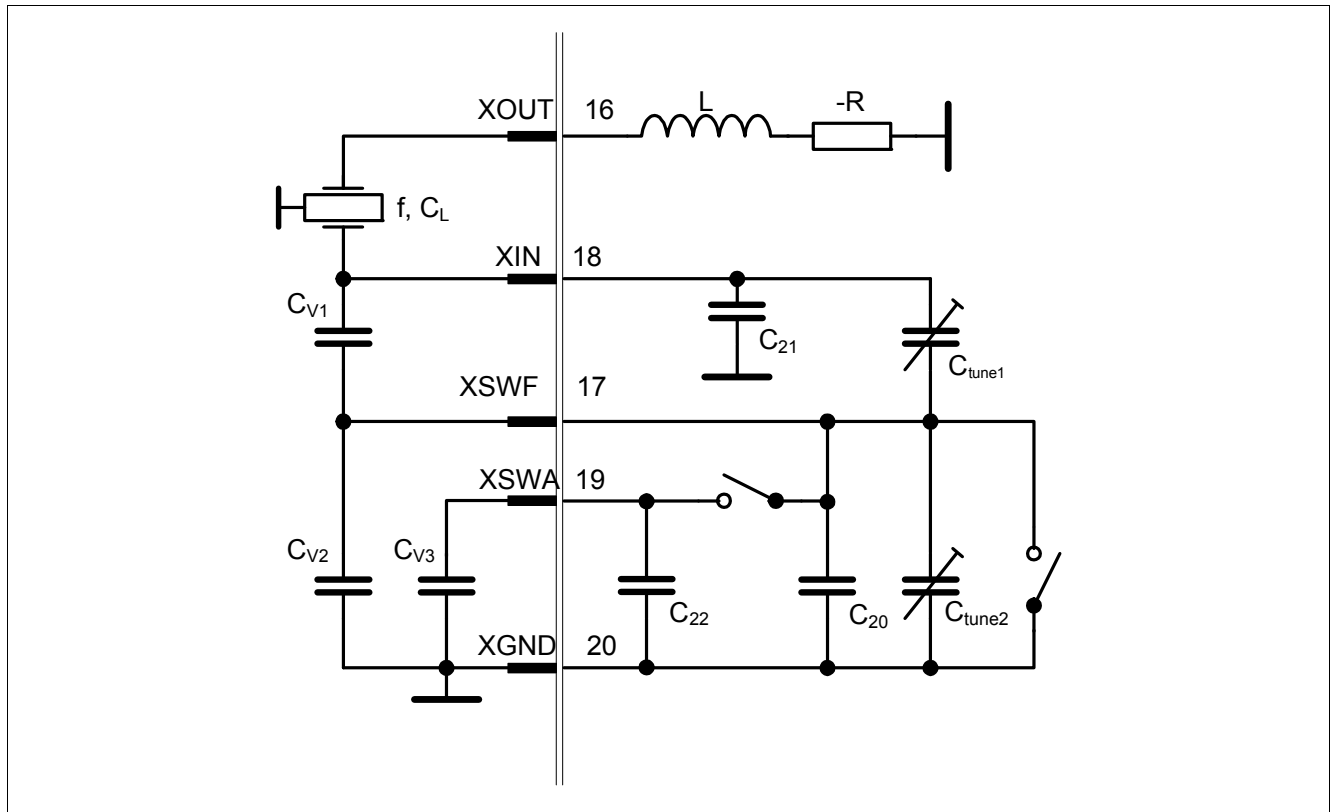 XOUT 16 L -R
f, CL
XIN 18
CV1
C21
Ctune1
XSWF 17
XSWA 19
CV2 CV3
C22 C20 Ctune2
XGND 20